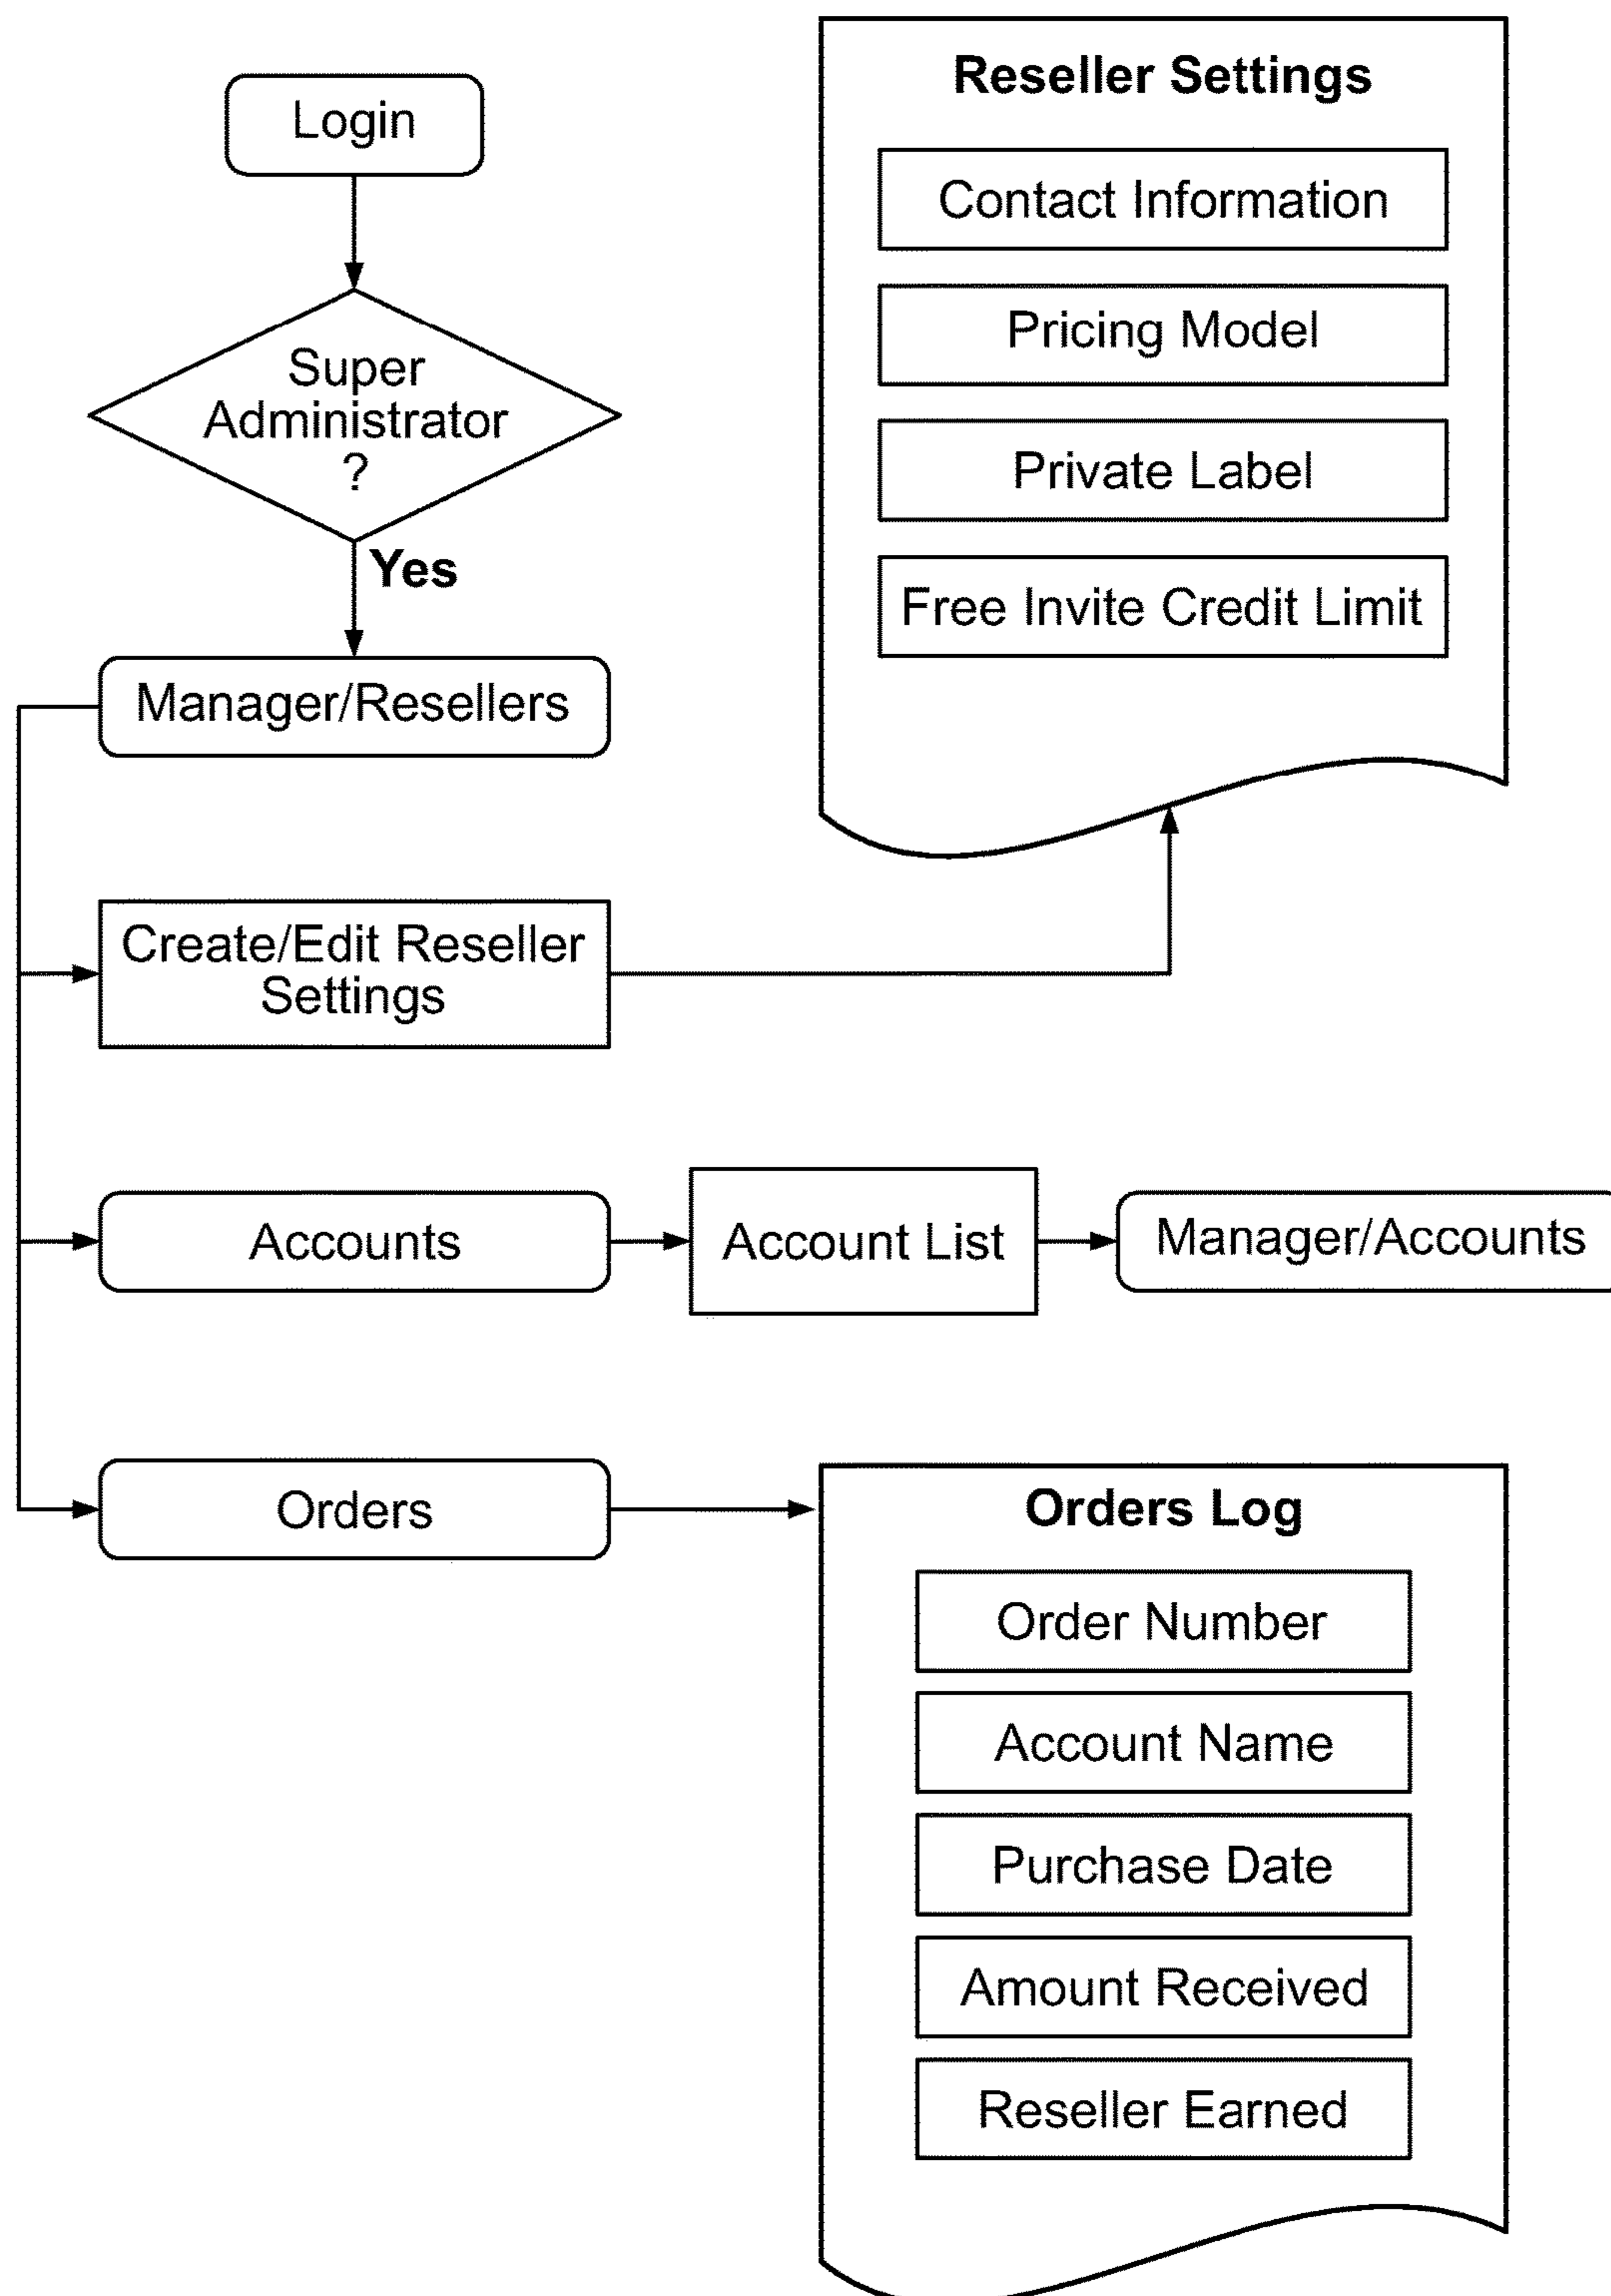 Login
Super
Administrator
?
Yes
Manager/Resellers
Reseller Settings
Contact Information
Pricing Model
Private Label
Free Invite Credit Limit
Create/Edit Reseller
Settings
Accounts
Account List
Manager/Accounts
Orders
Orders Log
Order Number
Account Name
Purchase Date
Amount Received
Reseller Earned